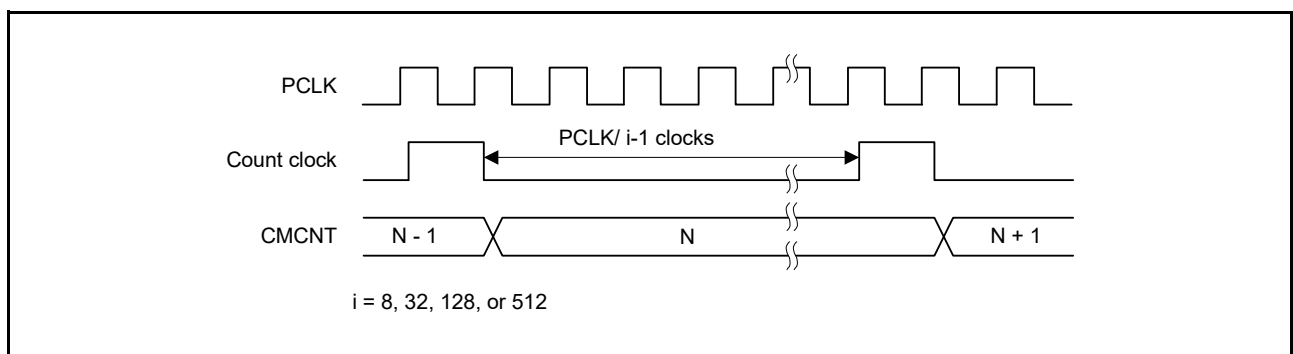 PCLK
PCLK/ i-1 clocks
Count clock
CMCNT N - 1 N N + 1
i = 8, 32, 128, or 512